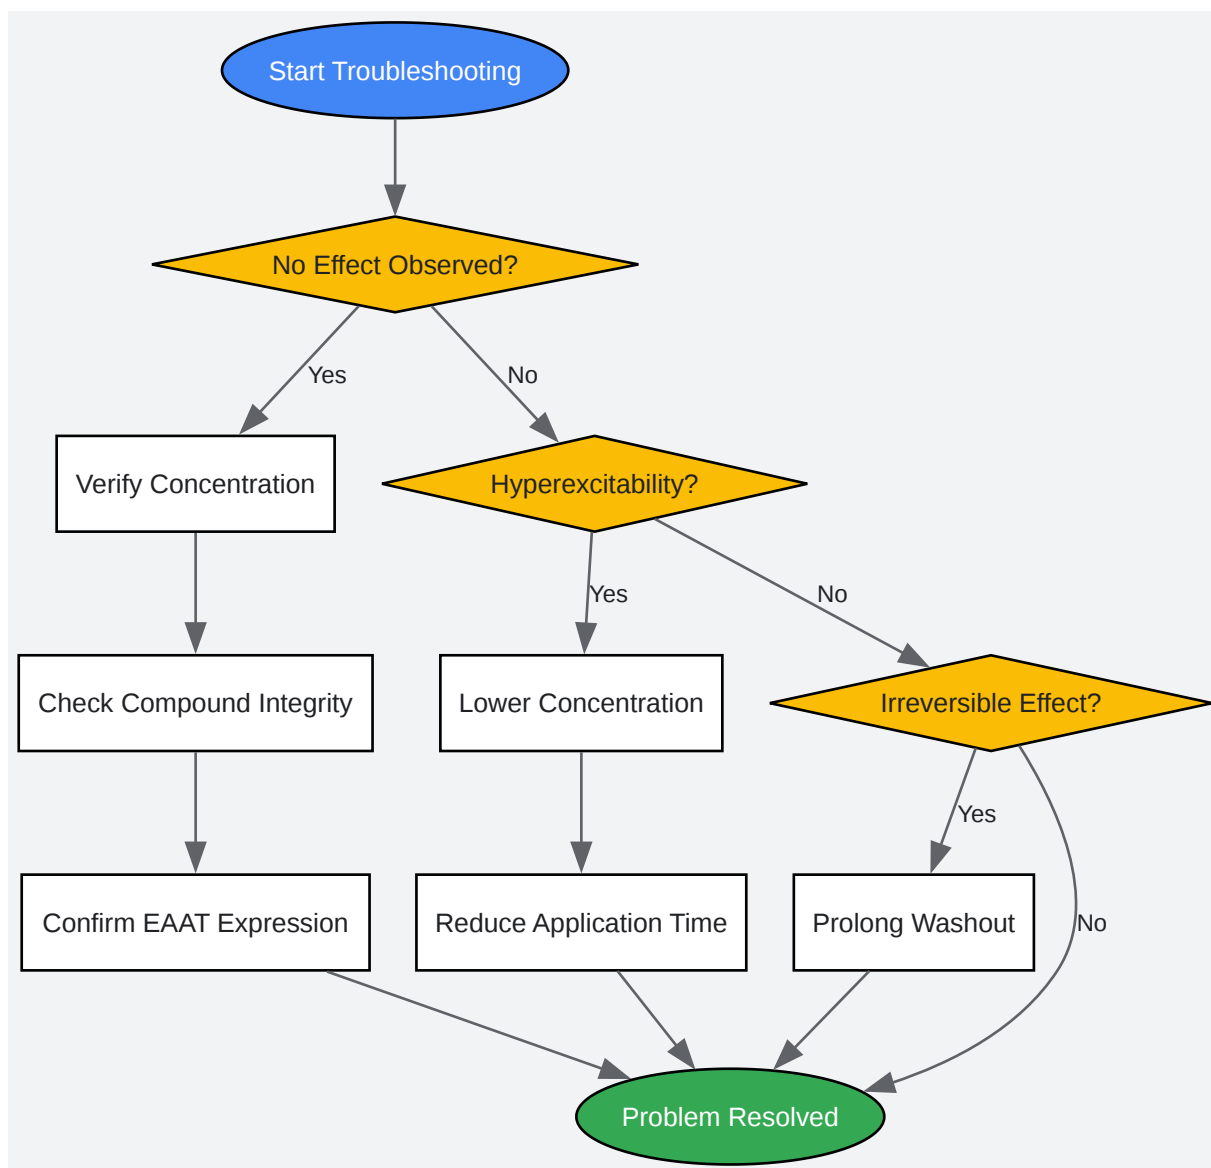 Start Troubleshooting
No Effect Observed?
Yes
No
Verify Concentration
Hyperexcitability?
Yes
No
Check Compound Integrity
Lower Concentration
Irreversible Effect?
Yes
Confirm EAAT Expression
Reduce Application Time
Prolong Washout
No
Problem Resolved